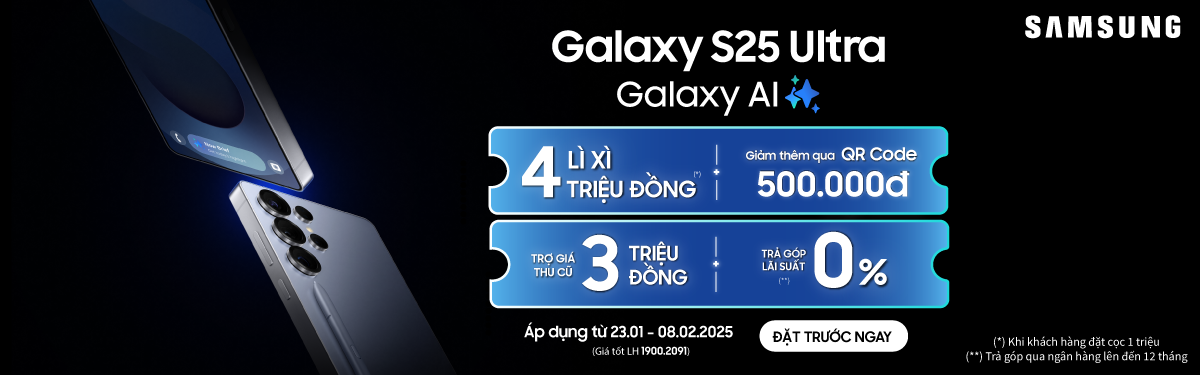 SAMSUNG
Galaxy S25 Ultra
Galaxy AI
4 LÌ XÌ
TRIỆU ĐỒNG(*)
+
Giảm thêm qua QR Code
500.000đ
TRỢ GIÁ
THU CŨ
3 TRIỆU
ĐỒNG
+
TRẢ GÓP
LÃI SUẤT
(**)
0%
Áp dụng từ 23.01 - 08.02.2025
(Giá tốt LH 1900.2091)
ĐẶT TRƯỚC NGAY
(*) Khi khách hàng đặt cọc 1 triệu
(**) Trả góp qua ngân hàng lên đến 12 tháng
Now Brief